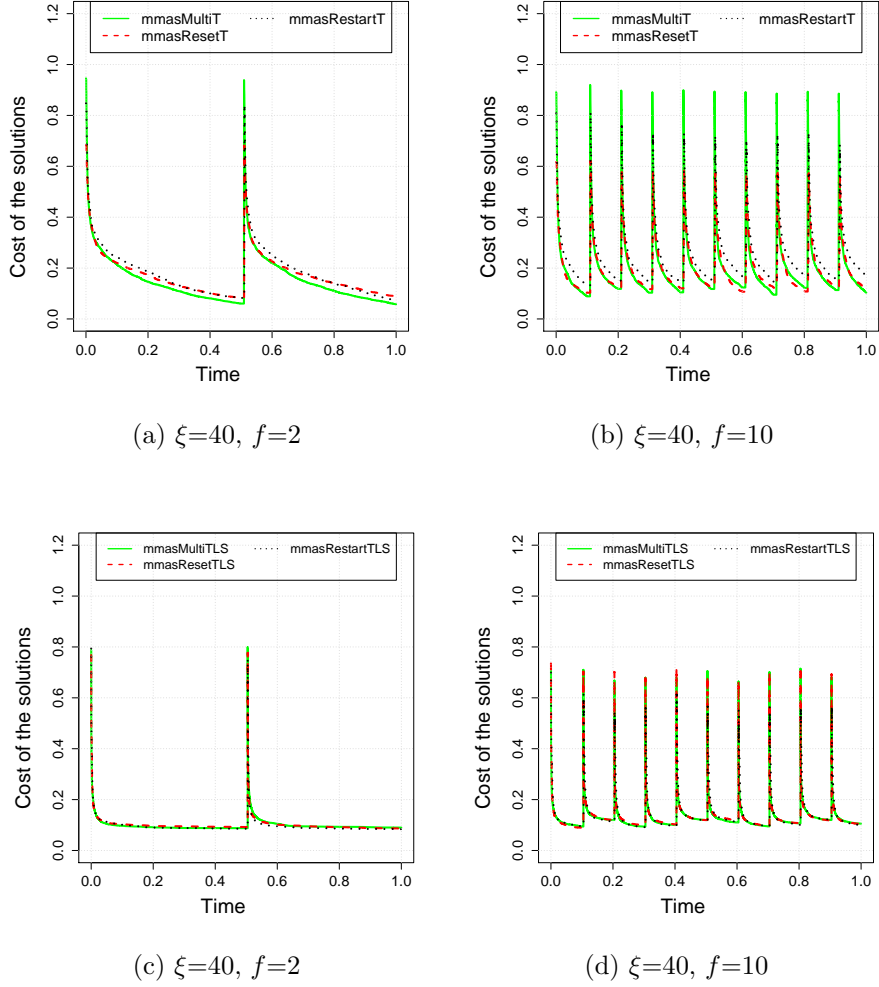 mmasMultiT
mmasResetT
mmasRestartT
Cost of the solutions
0.0 0.2 0.4 0.6 0.8 1.0 1.2
0.0 0.2 0.4 0.6 0.8 1.0
Time
(a) ξ=40, f=2
mmasMultiT
mmasResetT
mmasRestartT
Cost of the solutions
0.0 0.2 0.4 0.6 0.8 1.0 1.2
0.0 0.2 0.4 0.6 0.8 1.0
Time
(b) ξ=40, f=10
mmasMultiTLS
mmasResetTLS
mmasRestartTLS
Cost of the solutions
0.0 0.2 0.4 0.6 0.8 1.0 1.2
0.0 0.2 0.4 0.6 0.8 1.0
Time
(c) ξ=40, f=2
mmasMultiTLS
mmasResetTLS
mmasRestartTLS
Cost of the solutions
0.0 0.2 0.4 0.6 0.8 1.0 1.2
0.0 0.2 0.4 0.6 0.8 1.0
Time
(d) ξ=40, f=10